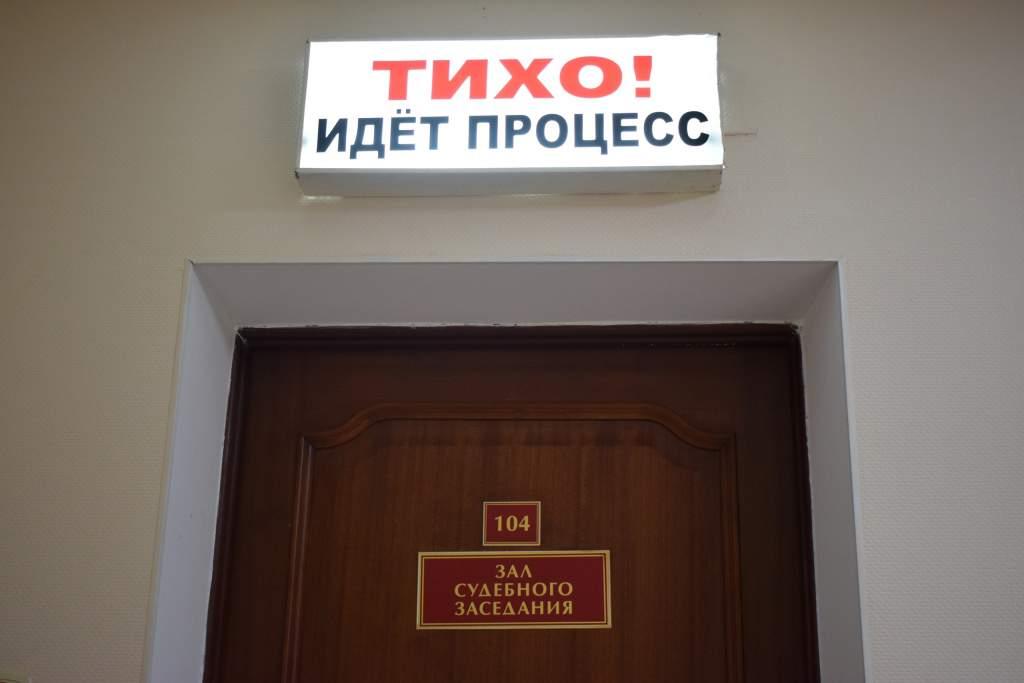 ТИХО!
ИДЁТ ПРОЦЕСС
104
ЗАЛ
СУДЕБНОГО
ЗАСЕДАНИЯ